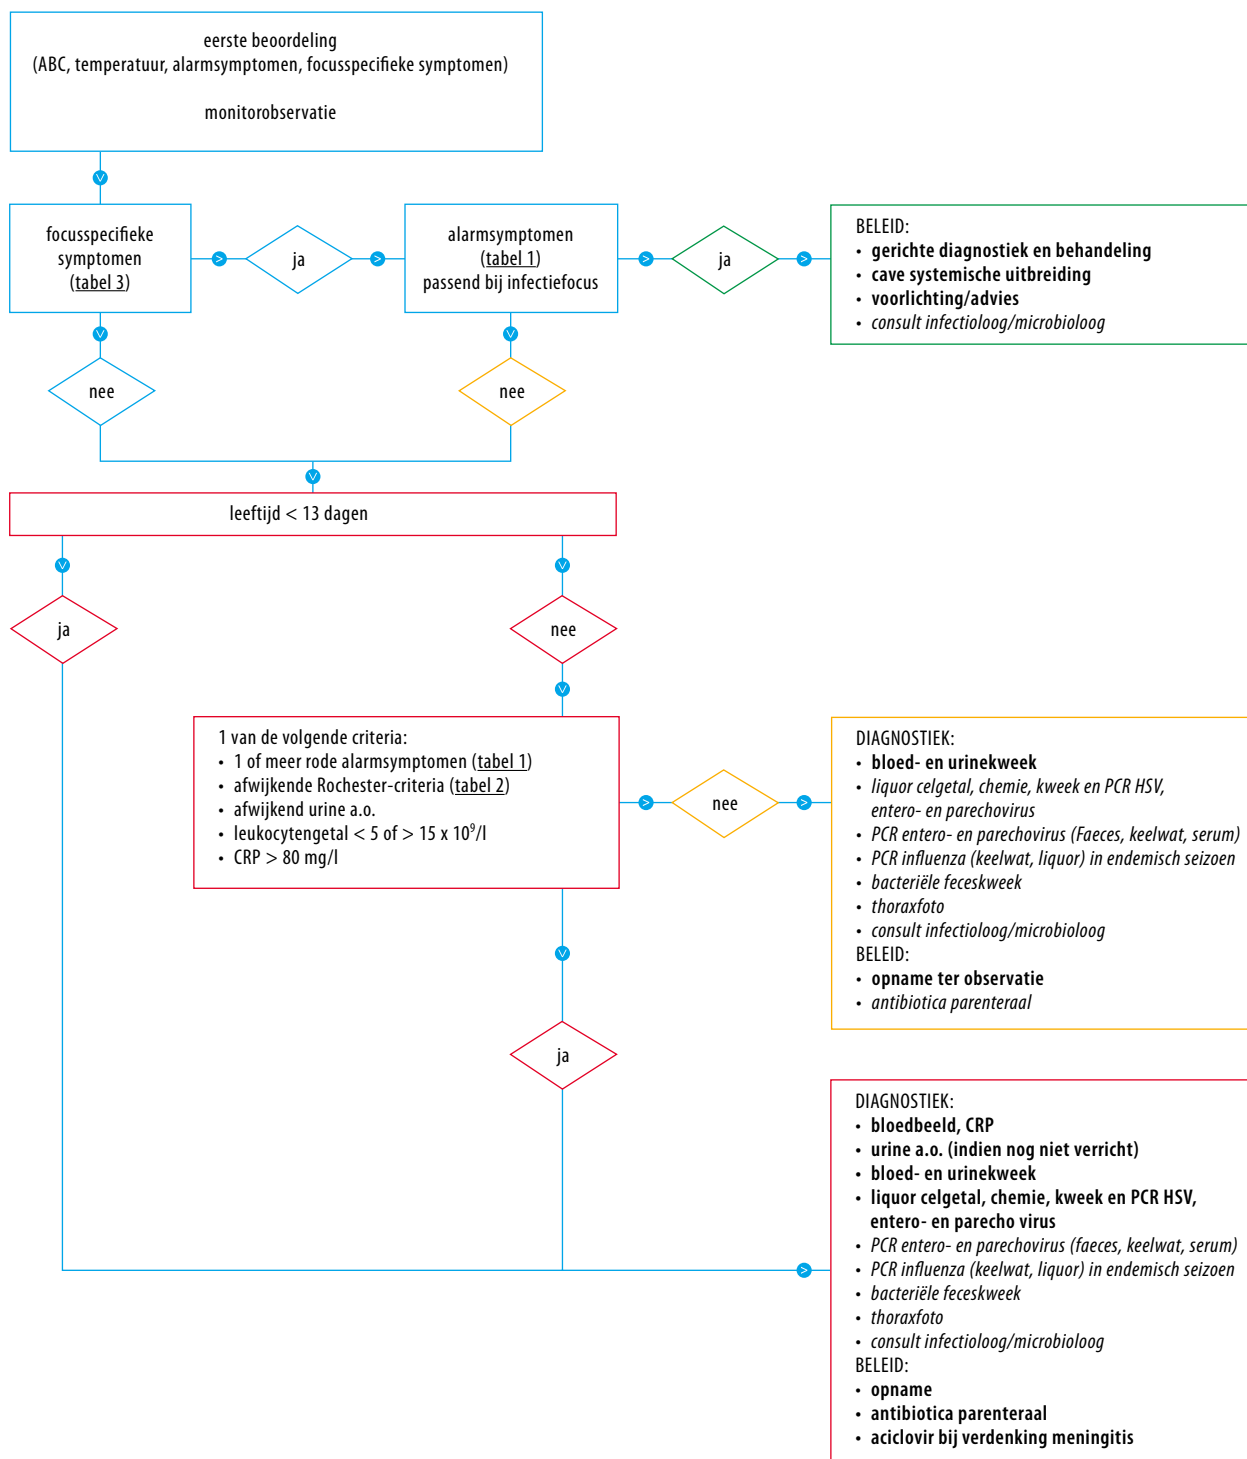 eerste beoordeling
(ABC, temperatuur, alarmsymptomen, focusspecifieke symptomen)
monitorobservatie
focusspecifieke
symptomen
(tabel 3)
ja
alarmsymptomen
(tabel 1)
passend bij infectiefocus
ja
BELEID:
• gerichte diagnostiek en behandeling
• cave systemische uitbreiding
• voorlichting/advies
• consult infectioloog/microbioloog
nee
nee
leeftijd < 13 dagen
ja
nee
1 van de volgende criteria:
• 1 of meer rode alarmsymptomen (tabel 1)
• afwijkende Rochester-criteria (tabel 2)
• afwijkend urine a.o.
• leukocytengetal < 5 of > 15 x 10⁹/l
• CRP > 80 mg/l
nee
DIAGNOSTIEK:
• bloed- en urinekweek
• liquor celgetal, chemie, kweek en PCR HSV,
entero- en parechovirus
• PCR entero- en parechovirus (Faeces, keelwat, serum)
• PCR influenza (keelwat, liquor) in endemisch seizoen
• bacteriële feceskweek
• thoraxfoto
• consult infectioloog/microbioloog
BELEID:
• opname ter observatie
• antibiotica parenteraal
ja
DIAGNOSTIEK:
• bloedbeeld, CRP
• urine a.o. (indien nog niet verricht)
• bloed- en urinekweek
• liquor celgetal, chemie, kweek en PCR HSV,
entero- en parecho virus
• PCR entero- en parechovirus (faeces, keelwat, serum)
• PCR influenza (keelwat, liquor) in endemisch seizoen
• bacteriële feceskweek
• thoraxfoto
• consult infectioloog/microbioloog
BELEID:
• opname
• antibiotica parenteraal
• aciclovir bij verdenking meningitis